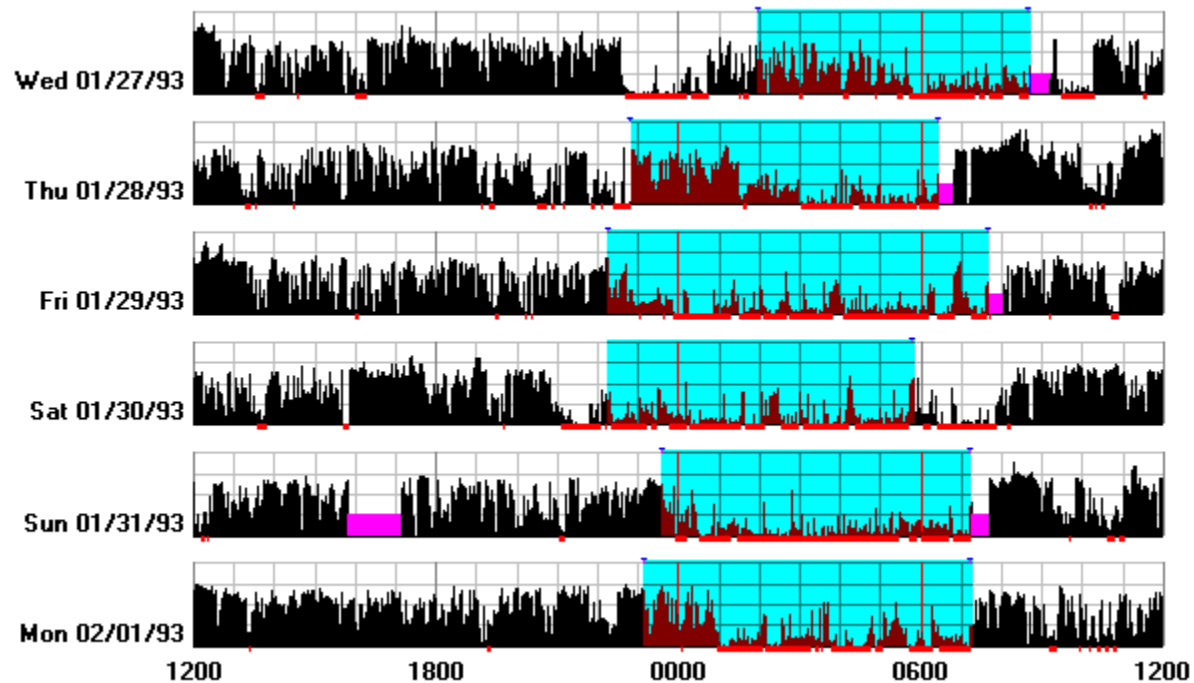 Wed 01/27/93
Thu 01/28/93
Fri 01/29/93
Sat 01/30/93
Sun 01/31/93
Mon 02/01/93
1200 1800 0000 0600 1200